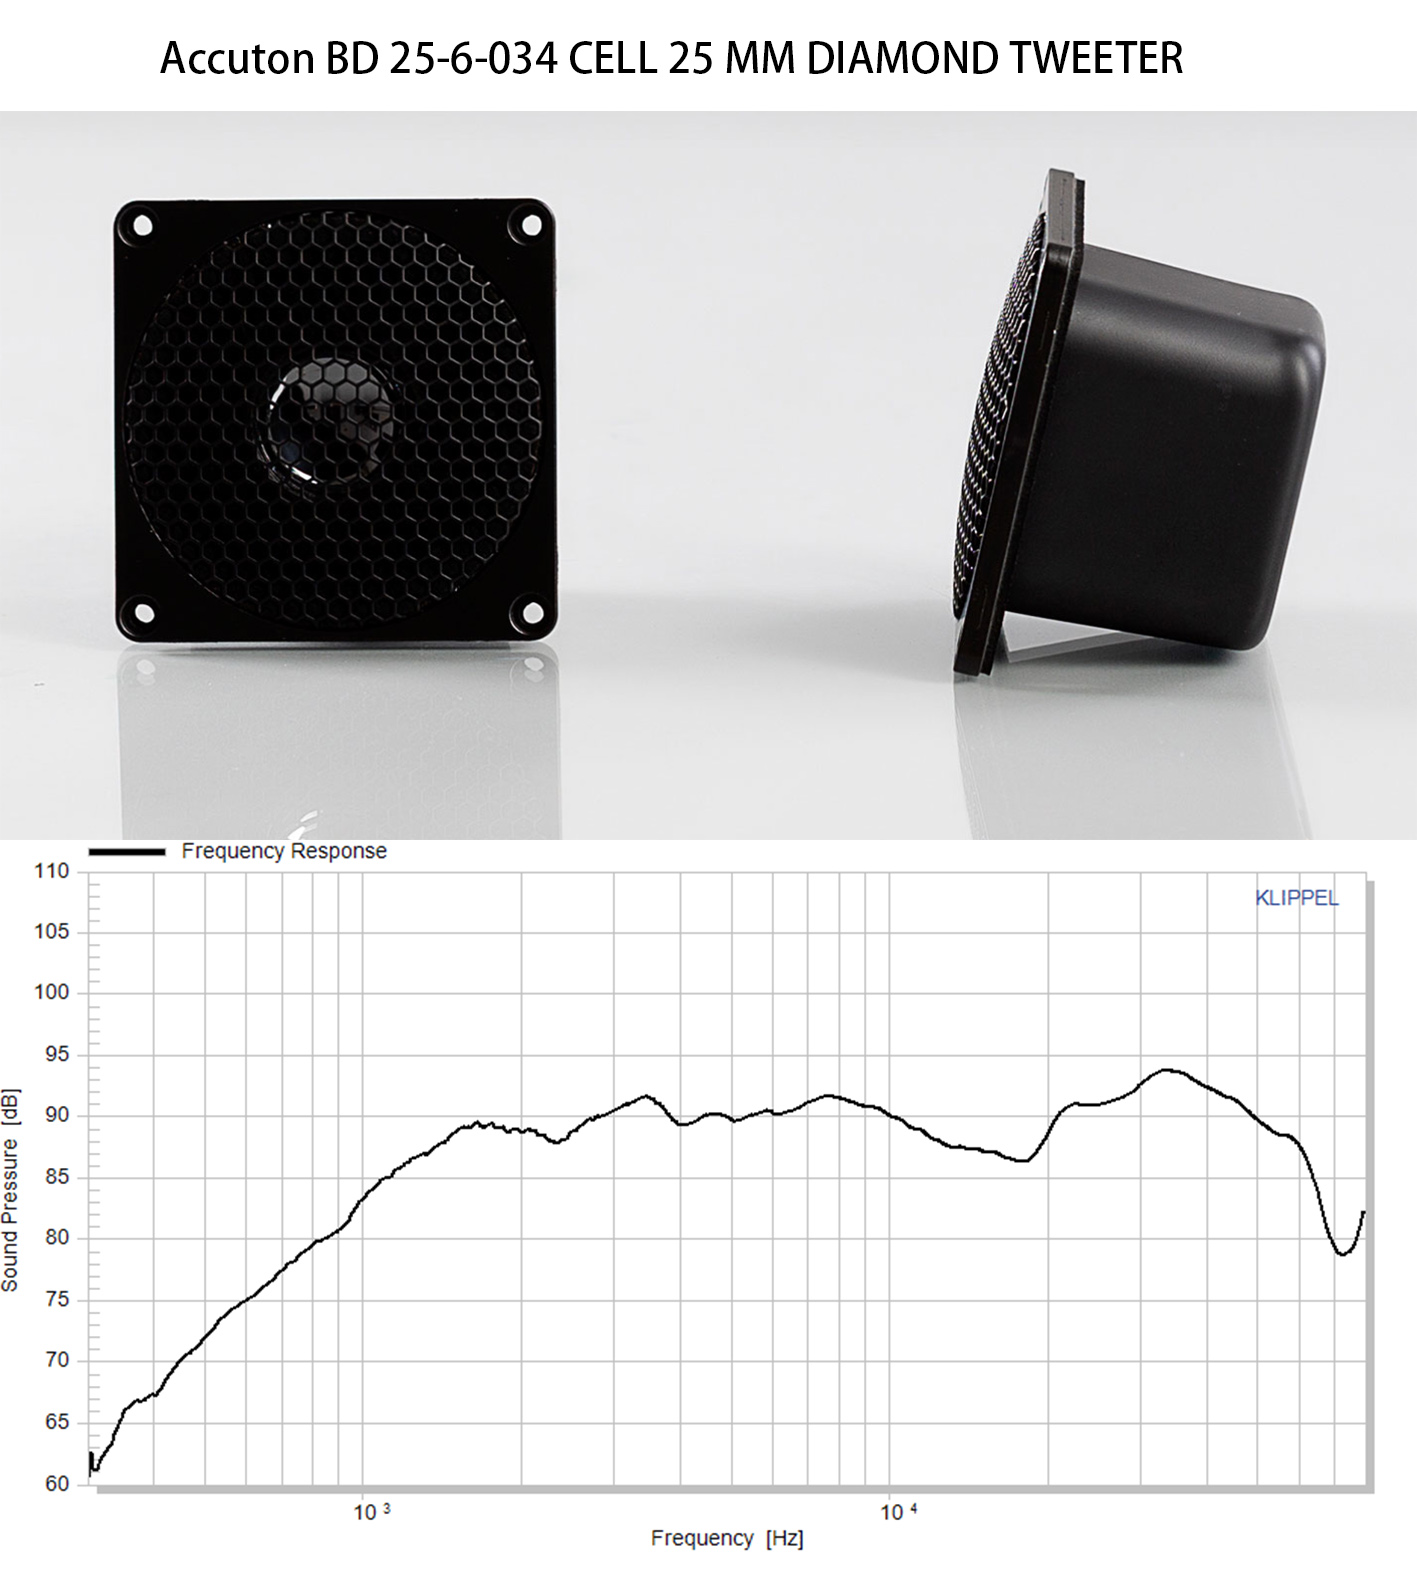 Accuton BD 25-6-034 CELL 25 MM DIAMOND TWEETER
Frequency Response
KLIPPEL
110
105
100
95
90
85
80
75
70
65
60
Sound Pressure [dB]
10 3
10 4
Frequency [Hz]